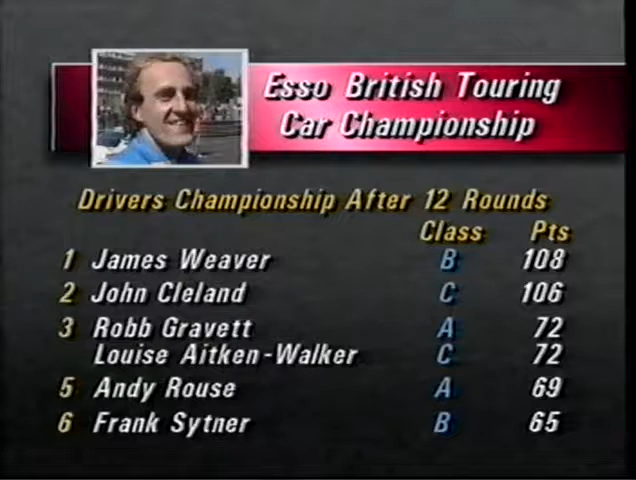 Esso British Touring
Car Championship
Drivers Championship After 12 Rounds
Class Pts
1 James Weaver B 108
2 John Cleland C 106
3 Robb Gravett A 72
Louise Aitken-Walker C 72
5 Andy Rouse A 69
6 Frank Sytner B 65